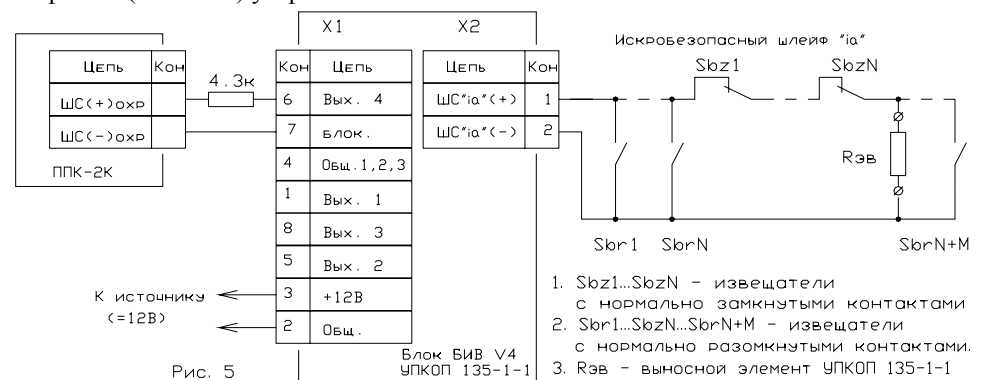 X1
X2
Искробезопасный шлейф "ia"
Цепь Кон
ШС(+)охр
ШС(-)охр
ППК-2К
4.3к
Кон Цепь
6 Вых. 4
7 блок.
4 Общ.1,2,3
1 Вых. 1
8 Вых. 3
5 Вых. 2
3 +12В
2 Общ.
Цепь Кон
ШС"ia"(+) 1
ШС"ia"(-) 2
Sbz1
SbzN
Rэв
Sbr1
SbrN
SbrN+M
К источнику
(=12В)
Рис. 5
Блок БИВ V4
УПКОП 135-1-1
1. Sbz1...SbzN - извещатели
с нормально замкнутыми контактами
2. Sbr1...SbzN...SbrN+M - извещатели
с нормально разомкнутыми контактами.
3. Rэв - выносной элемент УПКОП 135-1-1